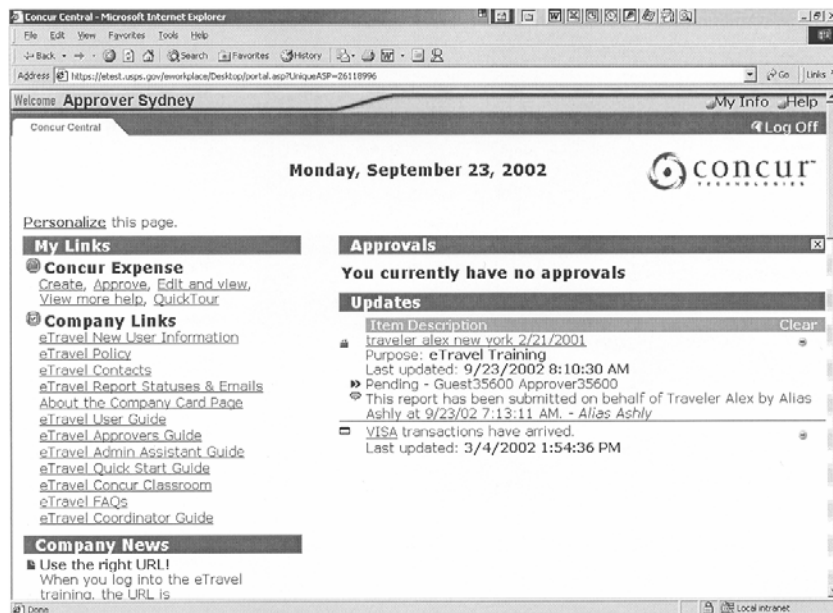 Concur Central - Microsoft Internet Explorer
File Edit View Favorites Tools Help
Back Search Favorites History
Address https://etest.usps.gov/eworkplace/Desktop/portal.asp?UniqueASP=26118996 Go Links
Welcome Approver Sydney My Info Help
Concur Central Log Off
Monday, September 23, 2002
concur
TECHNOLOGIES
Personalize this page.
My Links
Concur Expense
Create, Approve, Edit and view,
View more help, QuickTour
Company Links
eTravel New User Information
eTravel Policy
eTravel Contacts
eTravel Report Statuses & Emails
About the Company Card Page
eTravel User Guide
eTravel Approvers Guide
eTravel Admin Assistant Guide
eTravel Quick Start Guide
eTravel Concur Classroom
eTravel FAQs
eTravel Coordinator Guide
Company News
Use the right URL!
When you log into the eTravel
training, the URL is
Approvals
You currently have no approvals
Updates
Item Description Clear
traveler alex new york 2/21/2001
Purpose: eTravel Training
Last updated: 9/23/2002 8:10:30 AM
Pending - Guest35600 Approver35600
This report has been submitted on behalf of Traveler Alex by Alias
Ashly at 9/23/02 7:13:11 AM. - Alias Ashly
VISA transactions have arrived.
Last updated: 3/4/2002 1:54:36 PM
Done Local intranet